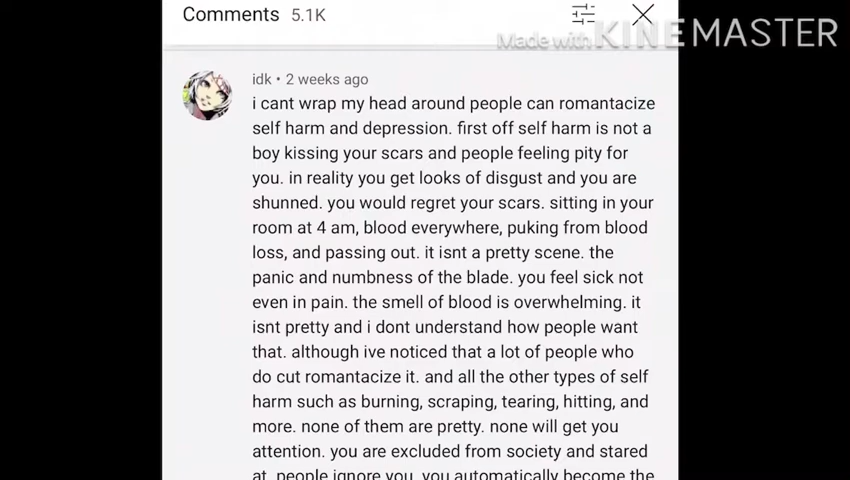 Comments 5.1K
Made with KINEMASTER
idk • 2 weeks ago
i cant wrap my head around people can romantacize
self harm and depression. first off self harm is not a
boy kissing your scars and people feeling pity for
you. in reality you get looks of disgust and you are
shunned. you would regret your scars. sitting in your
room at 4 am, blood everywhere, puking from blood
loss, and passing out. it isnt a pretty scene. the
panic and numbness of the blade. you feel sick not
even in pain. the smell of blood is overwhelming. it
isnt pretty and i dont understand how people want
that. although ive noticed that a lot of people who
do cut romantacize it. and all the other types of self
harm such as burning, scraping, tearing, hitting, and
more. none of them are pretty. none will get you
attention. you are excluded from society and stared
at. people ignore you. you automatically become the